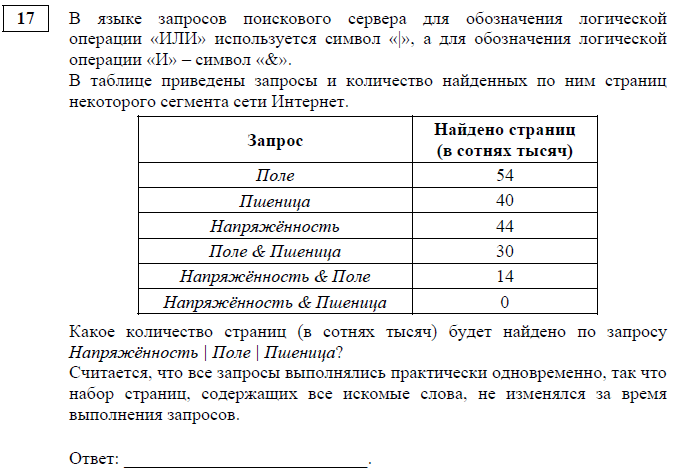 17
В языке запросов поискового сервера для обозначения логической
операции «ИЛИ» используется символ «|», а для обозначения логической
операции «И» – символ «&».
В таблице приведены запросы и количество найденных по ним страниц
некоторого сегмента сети Интернет.
Запрос
Найдено страниц
(в сотнях тысяч)
Поле 54
Пшеница 40
Напряжённость 44
Поле & Пшеница 30
Напряжённость & Поле 14
Напряжённость & Пшеница 0
Какое количество страниц (в сотнях тысяч) будет найдено по запросу
Напряжённость | Поле | Пшеница?
Считается, что все запросы выполнялись практически одновременно, так что
набор страниц, содержащих все искомые слова, не изменялся за время
выполнения запросов.
Ответ: ___________________________.